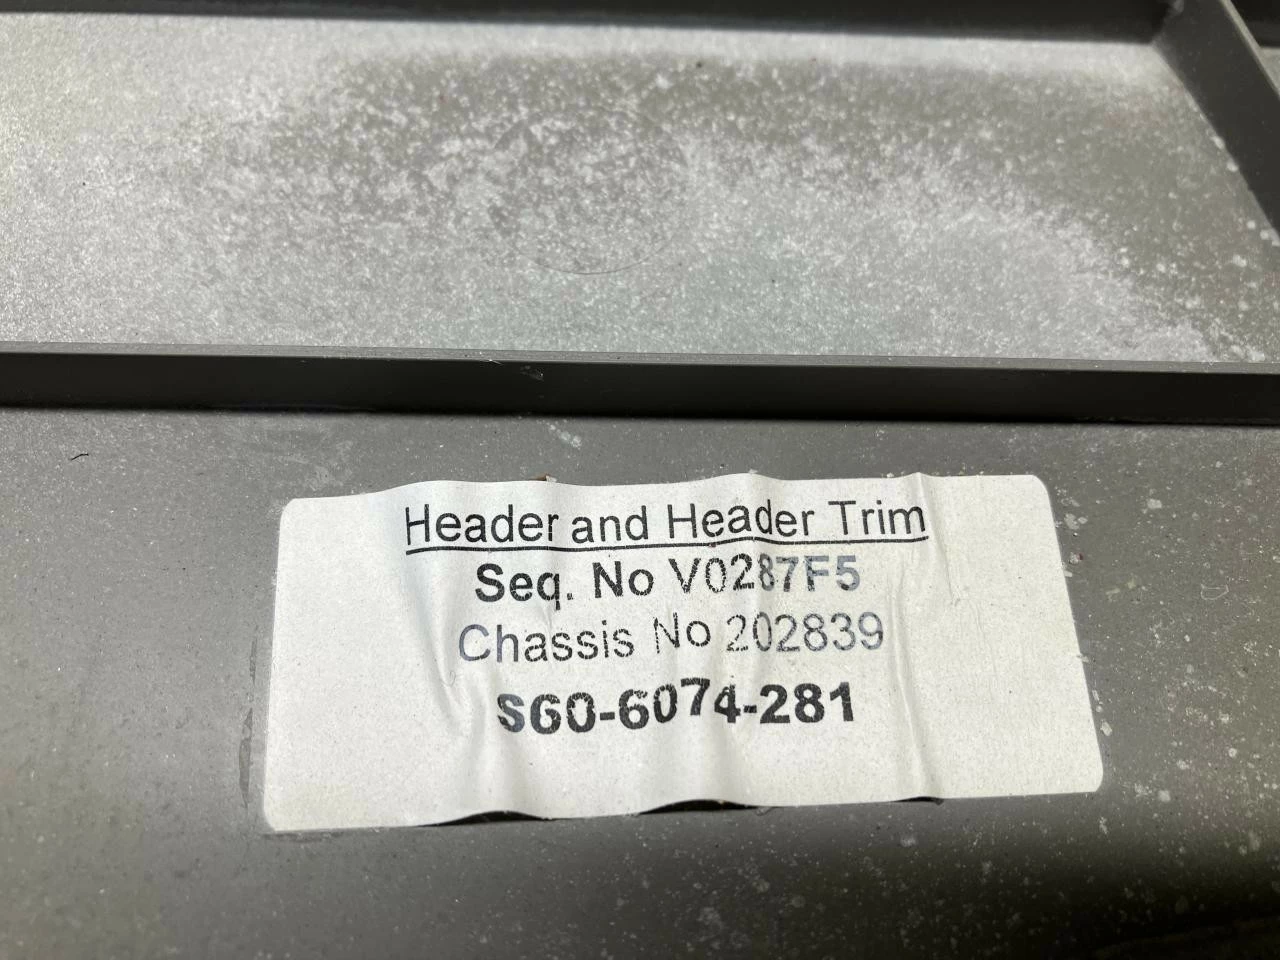 Header and Header Trim
Seq. No V0287F5
Chassis No 202839
S60-6074-281